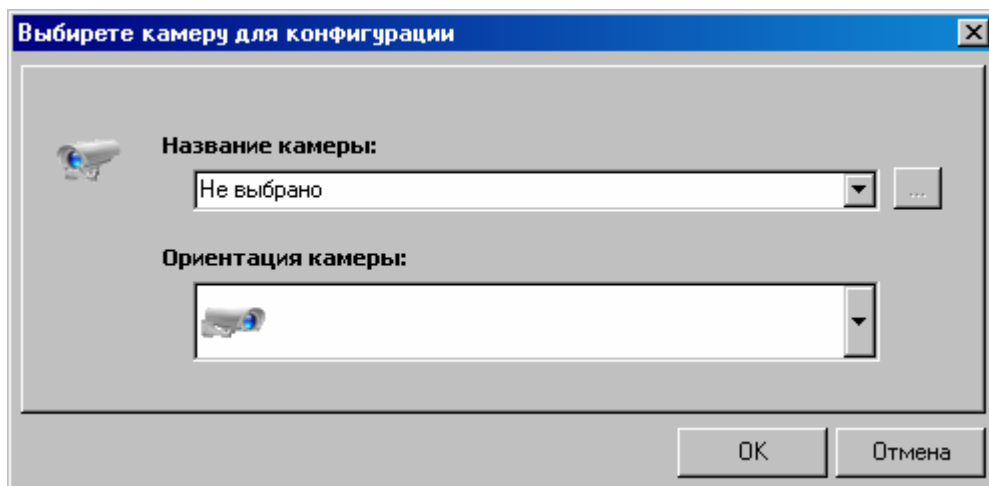 Выбирете камеру для конфигурации
Название камеры:
Не выбрано
...
Ориентация камеры:
OK
Отмена